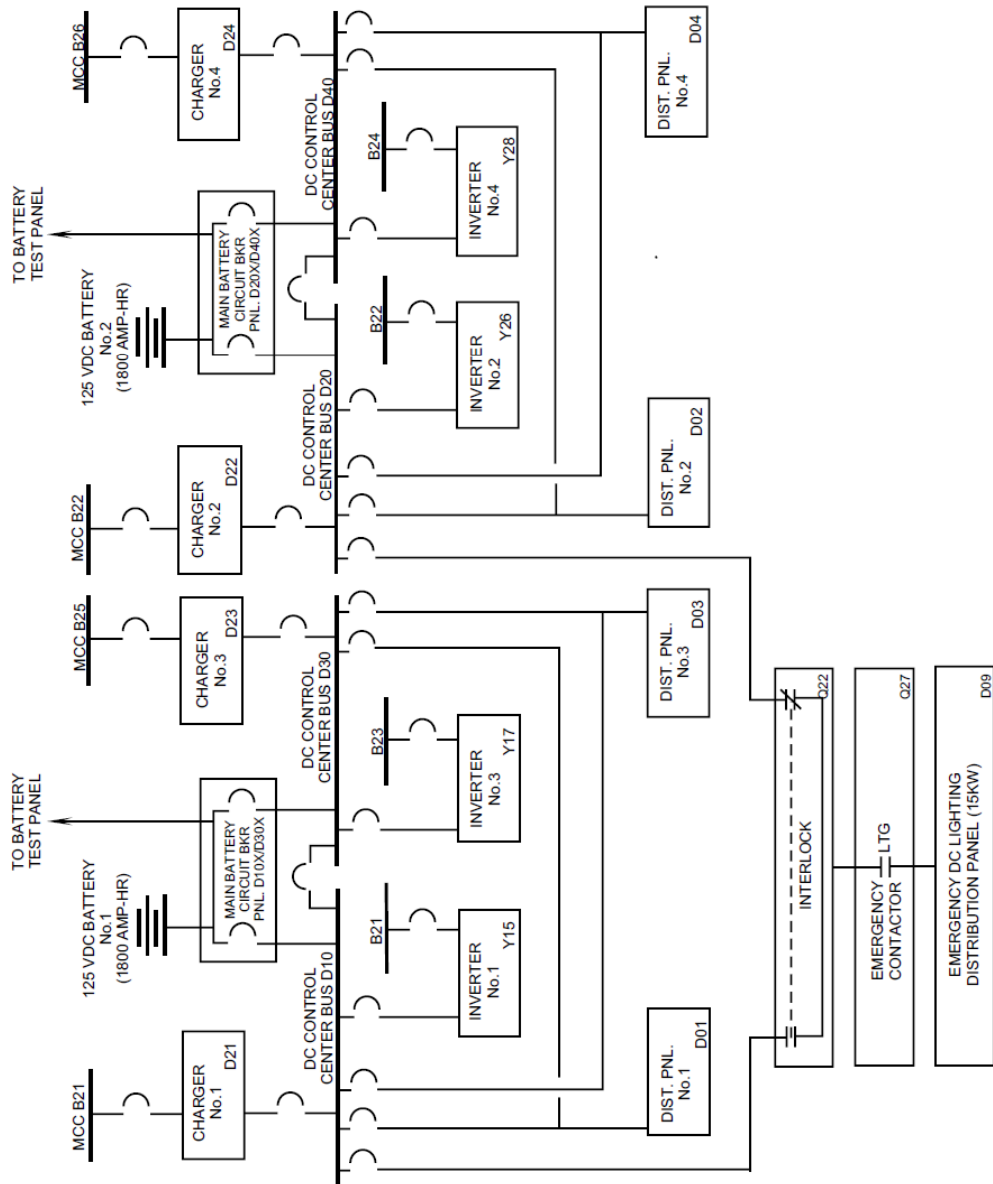 MCC B21
CHARGER
No.1
D21
125 VDC BATTERY
No.1
(1800 AMP-HR)
TO BATTERY
TEST PANEL
MAIN BATTERY
CIRCUIT BKR
PNL. D10X/D30X
MCC B25
CHARGER
No.3
D23
MCC B22
CHARGER
No.2
D22
125 VDC BATTERY
No.2
(1800 AMP-HR)
TO BATTERY
TEST PANEL
MAIN BATTERY
CIRCUIT BKR
PNL. D20X/D40X
MCC B26
CHARGER
No.4
D24
DC CONTROL
CENTER BUS D10
DC CONTROL
CENTER BUS D30
DC CONTROL
CENTER BUS D20
DC CONTROL
CENTER BUS D40
B21
INVERTER
No.1
Y15
B23
INVERTER
No.3
Y17
B22
INVERTER
No.2
Y26
B24
INVERTER
No.4
Y28
DIST. PNL.
No.1
D01
DIST. PNL.
No.3
D03
DIST. PNL.
No.2
D02
DIST. PNL.
No.4
D04
INTERLOCK
Q22
EMERGENCY
CONTACTOR
LTG
Q27
EMERGENCY DC LIGHTING
DISTRIBUTION PANEL (15KW)
D09